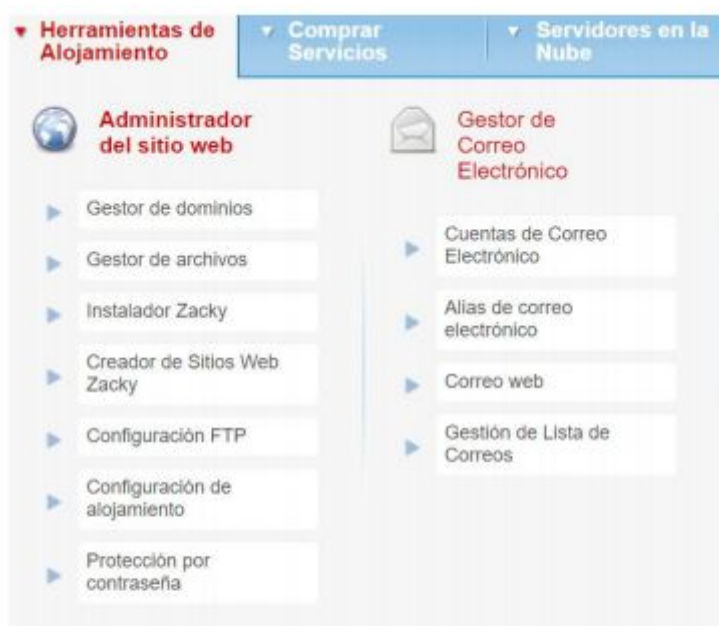 Herramientas de
Alojamiento
Comprar
Servicios
Servidores en la
Nube
Administrador
del sitio web
Gestor de dominios
Gestor de archivos
Instalador Zacky
Creador de Sitios Web
Zacky
Configuración FTP
Configuración de
alojamiento
Protección por
contraseña
Gestor de
Correo
Electrónico
Cuentas de Correo
Electrónico
Alias de correo
electrónico
Correo web
Gestión de Lista de
Correos